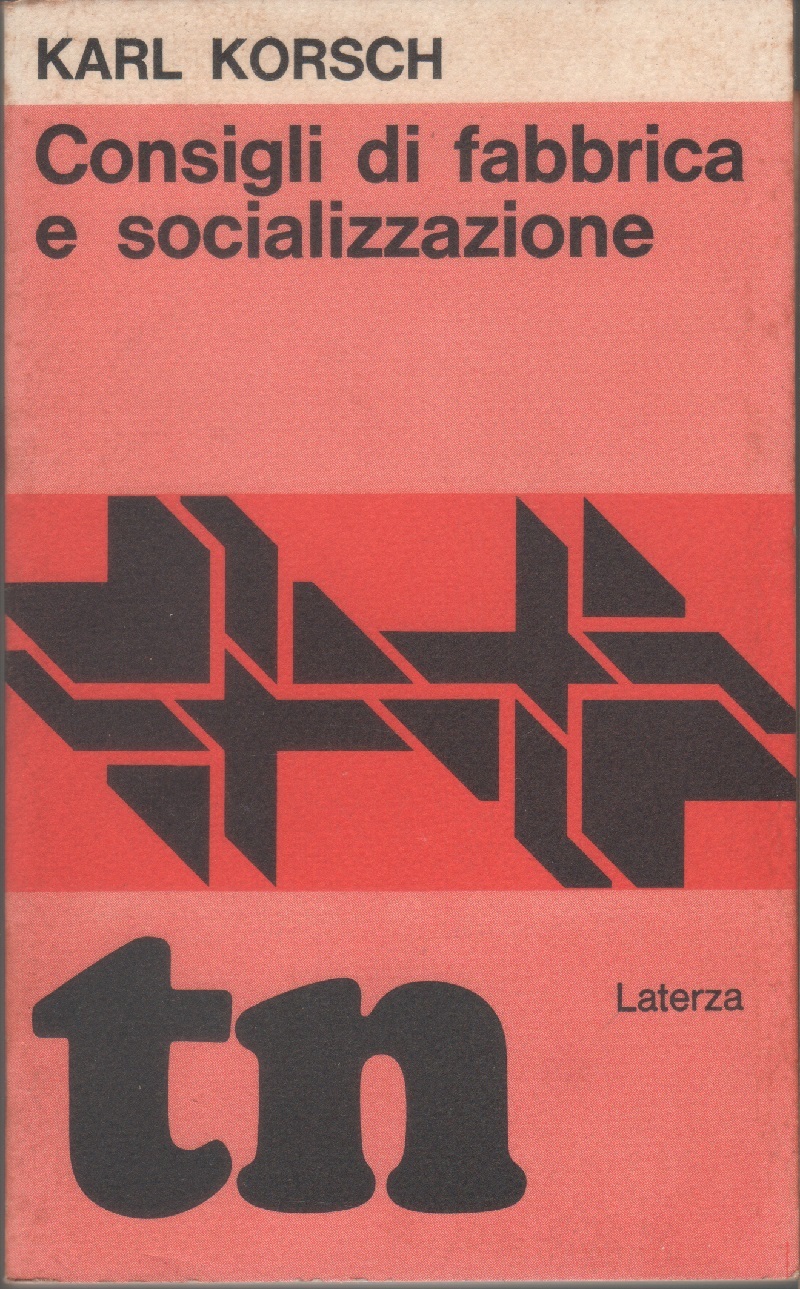 KARL KORSCH
Consigli di fabbrica
e socializzazione
Laterza
tn